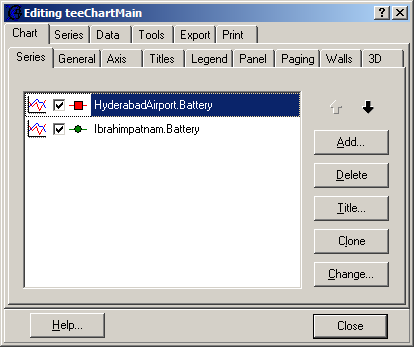 Editing teeChartMain
Chart Series Data Tools Export Print
Series General Axis Titles Legend Panel Paging Walls 3D
HyderabadAirport.Battery
Ibrahimpatnam.Battery
Add...
Delete
Title...
Clone
Change...
Help...
Close